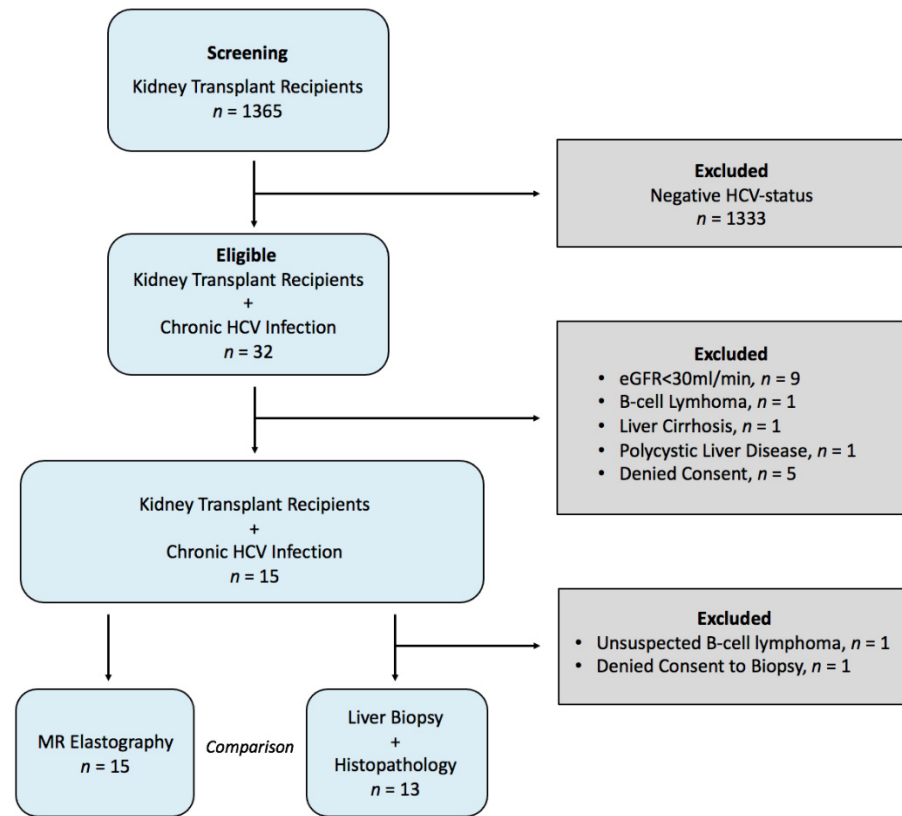 Screening
Kidney Transplant Recipients
n = 1365
Excluded
Negative HCV-status
n = 1333
Eligible
Kidney Transplant Recipients
+
Chronic HCV Infection
n = 32
Excluded
• eGFR<30ml/min, n = 9
• B-cell Lymhoma, n = 1
• Liver Cirrhosis, n = 1
• Polycystic Liver Disease, n = 1
• Denied Consent, n = 5
Kidney Transplant Recipients
+
Chronic HCV Infection
n = 15
Excluded
• Unsuspected B-cell lymphoma, n = 1
• Denied Consent to Biopsy, n = 1
MR Elastography
n = 15
Comparison
Liver Biopsy
+
Histopathology
n = 13